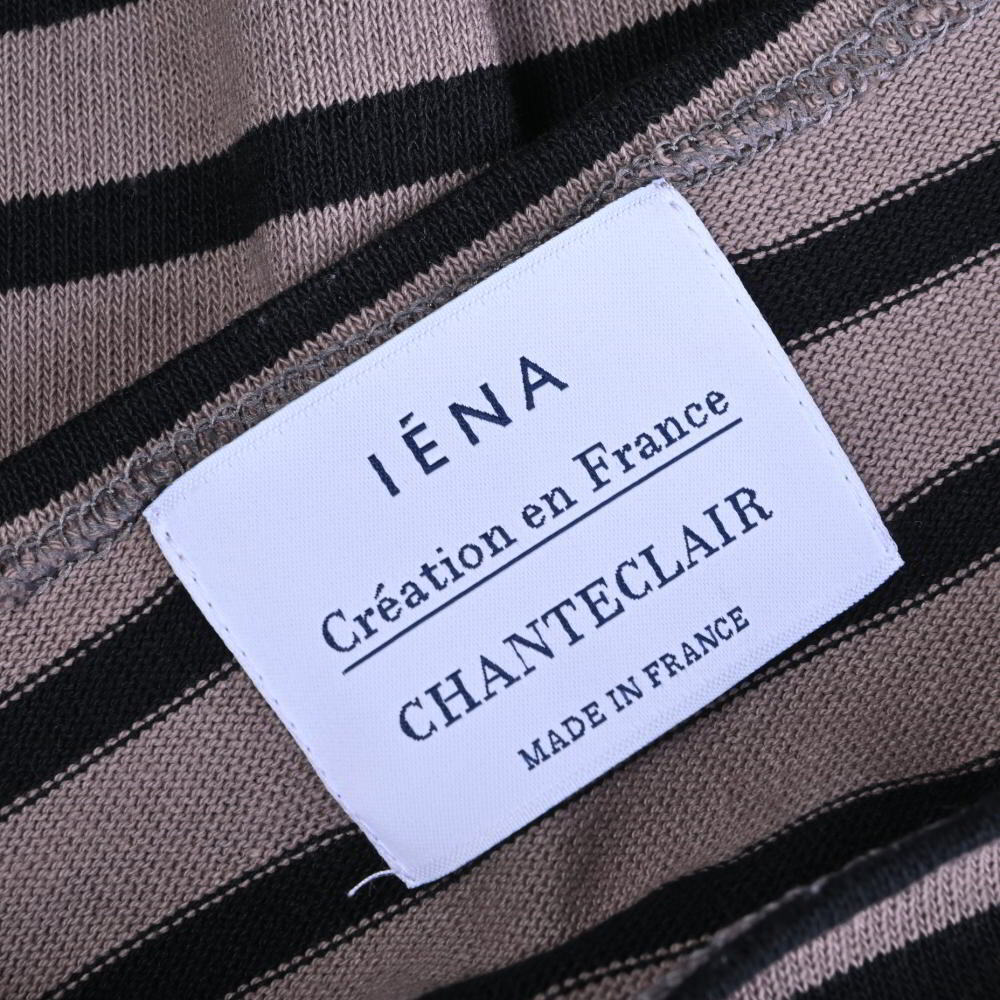 IÉNA
Création en France
CHANTECLAIR
MADE IN FRANCE